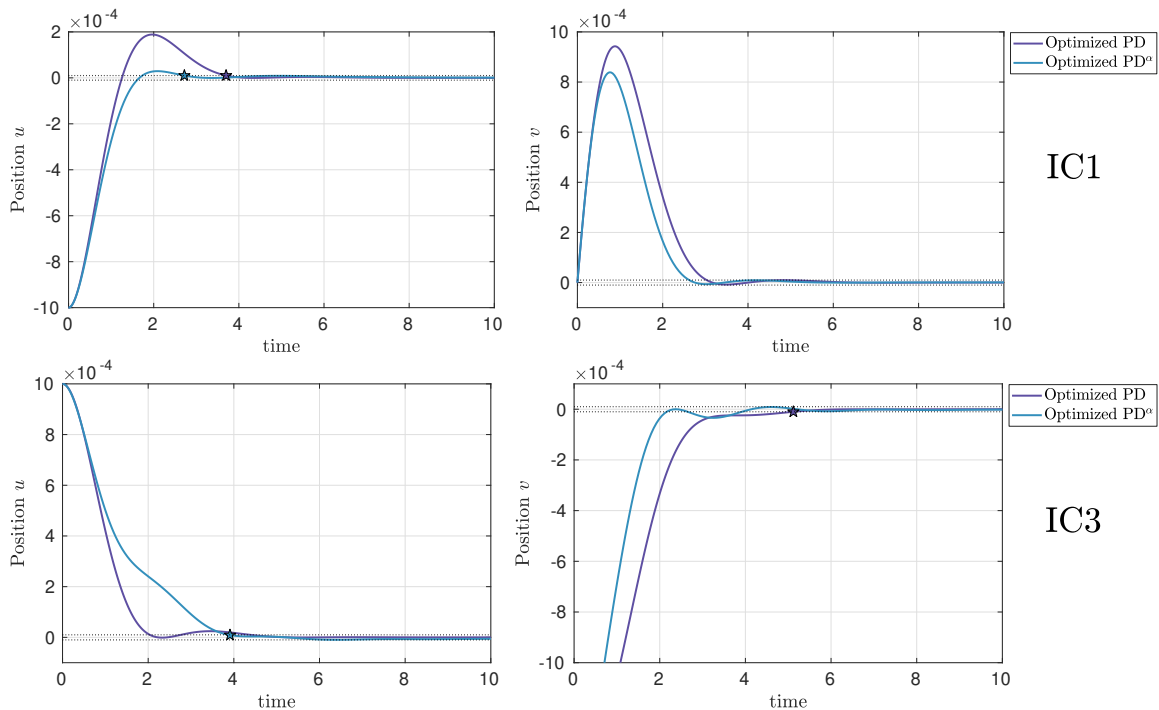 ×10⁻⁴
2
0
-2
-4
-6
-8
-10
0 2 4 6 8 10
Position u
time
×10⁻⁴
10
8
6
4
2
0
0 2 4 6 8 10
Position v
time
Optimized PD
Optimized PDᵅ
IC1
×10⁻⁴
10
8
6
4
2
0
0 2 4 6 8 10
Position u
time
×10⁻⁴
0
-2
-4
-6
-8
-10
0 2 4 6 8 10
Position v
time
Optimized PD
Optimized PDᵅ
IC3